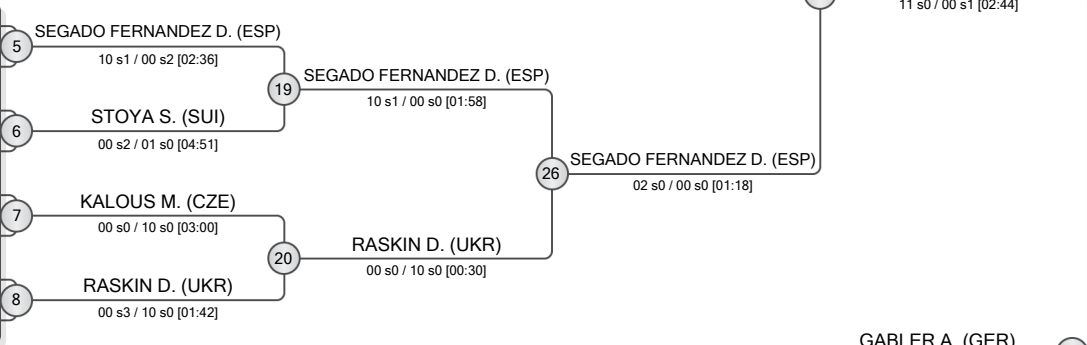 11 s0 / 00 s1 [02:44]
5
SEGADO FERNANDEZ D. (ESP)
10 s1 / 00 s2 [02:36]
19
SEGADO FERNANDEZ D. (ESP)
10 s1 / 00 s0 [01:58]
6
STOYA S. (SUI)
00 s2 / 01 s0 [04:51]
26
SEGADO FERNANDEZ D. (ESP)
02 s0 / 00 s0 [01:18]
7
KALOUS M. (CZE)
00 s0 / 10 s0 [03:00]
20
RASKIN D. (UKR)
00 s0 / 10 s0 [00:30]
8
RASKIN D. (UKR)
00 s3 / 10 s0 [01:42]
GABLER A. (GER)